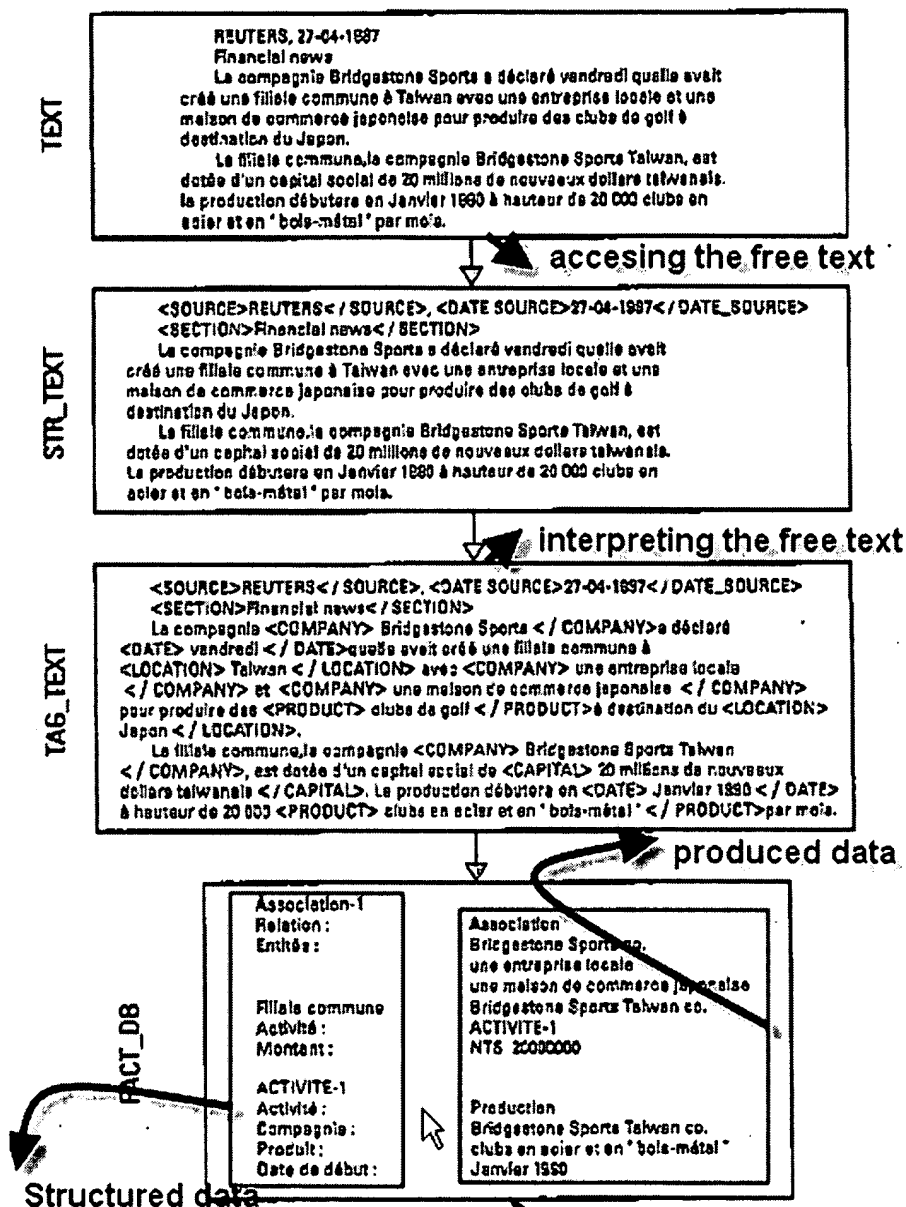 TEXT
REUTERS, 27-04-1997
Financial news
La compagnie Bridgestone Sports a déclaré vendredi quelle avait
créé une filiale commune à Taiwan avec une entreprise locale et une
maison de commerce japonaise pour produire des clubs de golf à
destination du Japon.
La filiale commune,la compagnie Bridgestone Sports Taiwan, est
dotée d'un capital social de 20 millions de nouveaux dollars taiwanais.
la production débutera en Janvier 1990 à hauteur de 20 000 clubs en
acier et en "bois-métal" par mois.
accesing the free text
STR_TEXT
<SOURCE>REUTERS</ SOURCE>, <DATE SOURCE>27-04-1997</ DATE_SOURCE>
<SECTION>Financial news</ SECTION>
La compagnie Bridgestone Sports a déclaré vendredi quelle avait
créé une filiale commune à Taiwan avec une entreprise locale et une
maison de commerce japonaise pour produire des clubs de golf à
destination du Japon.
La filiale commune,la compagnie Bridgestone Sports Taiwan, est
dotée d'un capital social de 20 millions de nouveaux dollars taiwanais.
La production débutera en Janvier 1990 à hauteur de 20 000 clubs en
acier et en "bois-métal" par mois.
interpreting the free text
TAG_TEXT
<SOURCE>REUTERS</ SOURCE>, <DATE SOURCE>27-04-1997</ DATE_SOURCE>
<SECTION>Financial news</ SECTION>
La compagnie <COMPANY> Bridgestone Sports </ COMPANY>a déclaré
<DATE> vendredi </ DATE>quelle avait créé une filiale commune à
<LOCATION> Taiwan </ LOCATION> avec <COMPANY> une entreprise locale
</ COMPANY> et <COMPANY> une maison de commerce japonaise </ COMPANY>
pour produire des <PRODUCT> clubs de golf </ PRODUCT>à destination du <LOCATION>
Japon </ LOCATION>.
La filiale commune,la compagnie <COMPANY> Bridgestone Sports Taiwan
</ COMPANY>, est dotée d'un capital social de <CAPITAL> 20 millions de nouveaux
dollars taiwanais </ CAPITAL>. La production débutera en <DATE> Janvier 1990 </ DATE>
à hauteur de 20 000 <PRODUCT> clubs en acier et en "bois-métal" </ PRODUCT>par mois.
produced data
FACT_DB
Association-1
Relation :
Entités :
Filiale commune
Activité :
Montant :
ACTIVITE-1
Activité :
Compagnie :
Produit :
Date de début :
Association
Bridgestone Sports co.
une entreprise locale
une maison de commerce japonaise
Bridgestone Sports Taiwan co.
ACTIVITE-1
NT$ 20000000
Production
Bridgestone Sports Taiwan co.
clubs en acier et en "bois-métal"
Janvier 1990
Structured data